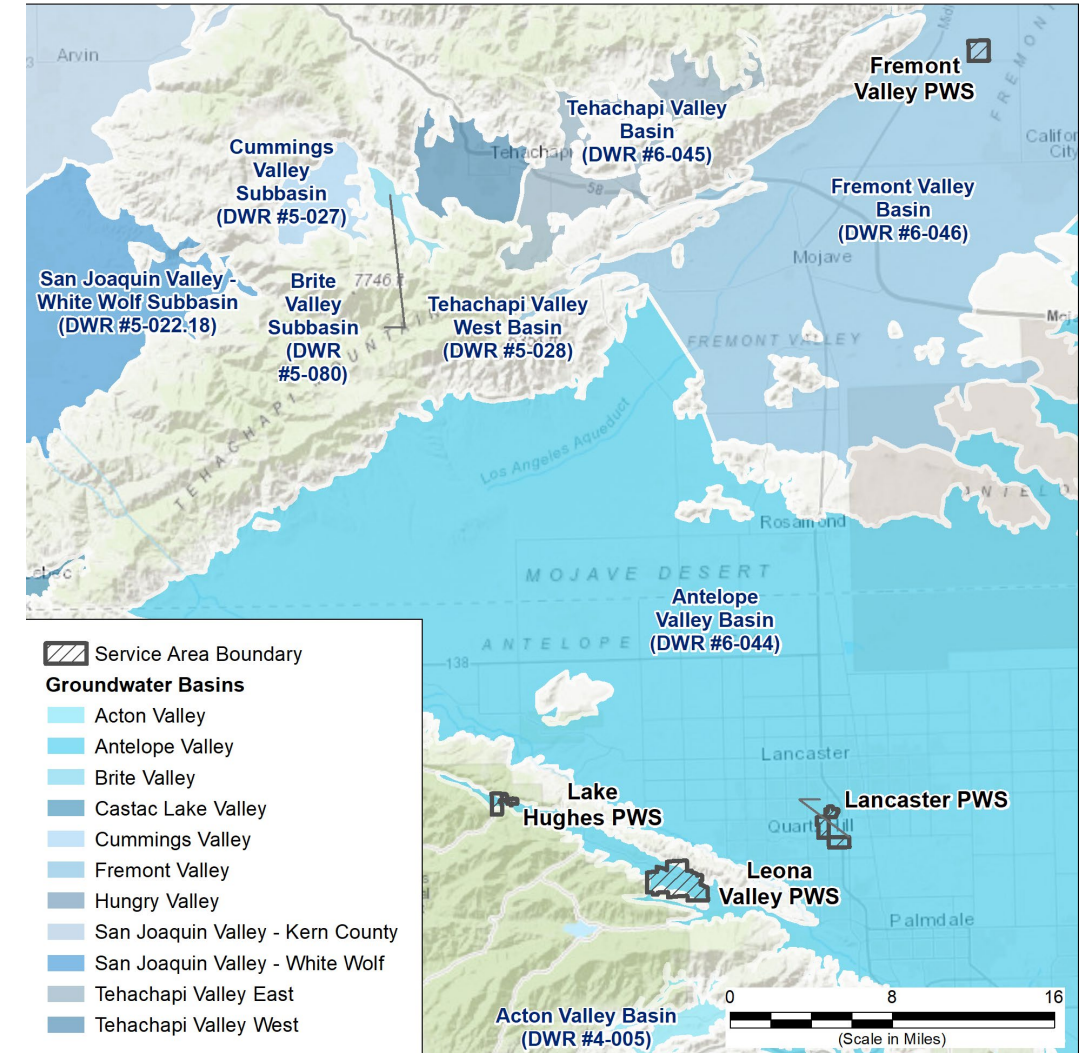 Arvin
Fremont
Valley PWS
FREMONT
Tehachapi Valley
Basin
(DWR #6-045)
Tehachapi
58
Califor
City
Cummings
Valley
Subbasin
(DWR #5-027)
Fremont Valley
Basin
(DWR #6-046)
Mojave
San Joaquin Valley -
White Wolf Subbasin
(DWR #5-022.18)
Brite
Valley
Subbasin
(DWR
#5-080)
7746 ft
Tehachapi Valley
West Basin
(DWR #5-028)
FREMONT VALLEY
TEHACHAPI MOUNTAIN
Los Angeles Aqueduct
ANTELO
Rosamond
MOJAVE DESERT
Antelope
Valley Basin
(DWR #6-044)
ANTELOPE
138
Lancaster
Lake
Hughes PWS
Lancaster PWS
Quartz Hill
Leona
Valley PWS
Palmdale
Acton Valley Basin
(DWR #4-005)
Service Area Boundary
Groundwater Basins
Acton Valley
Antelope Valley
Brite Valley
Castac Lake Valley
Cummings Valley
Fremont Valley
Hungry Valley
San Joaquin Valley - Kern County
San Joaquin Valley - White Wolf
Tehachapi Valley East
Tehachapi Valley West
0 8 16
(Scale in Miles)